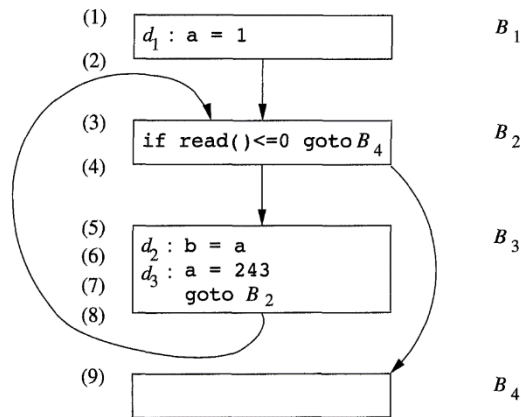 (1)
d1 : a = 1
B1
(2)
(3)
if read()<=0 goto B4
B2
(4)
(5)
d2 : b = a
B3
(6)
d3 : a = 243
(7)
goto B2
(8)
(9)
B4